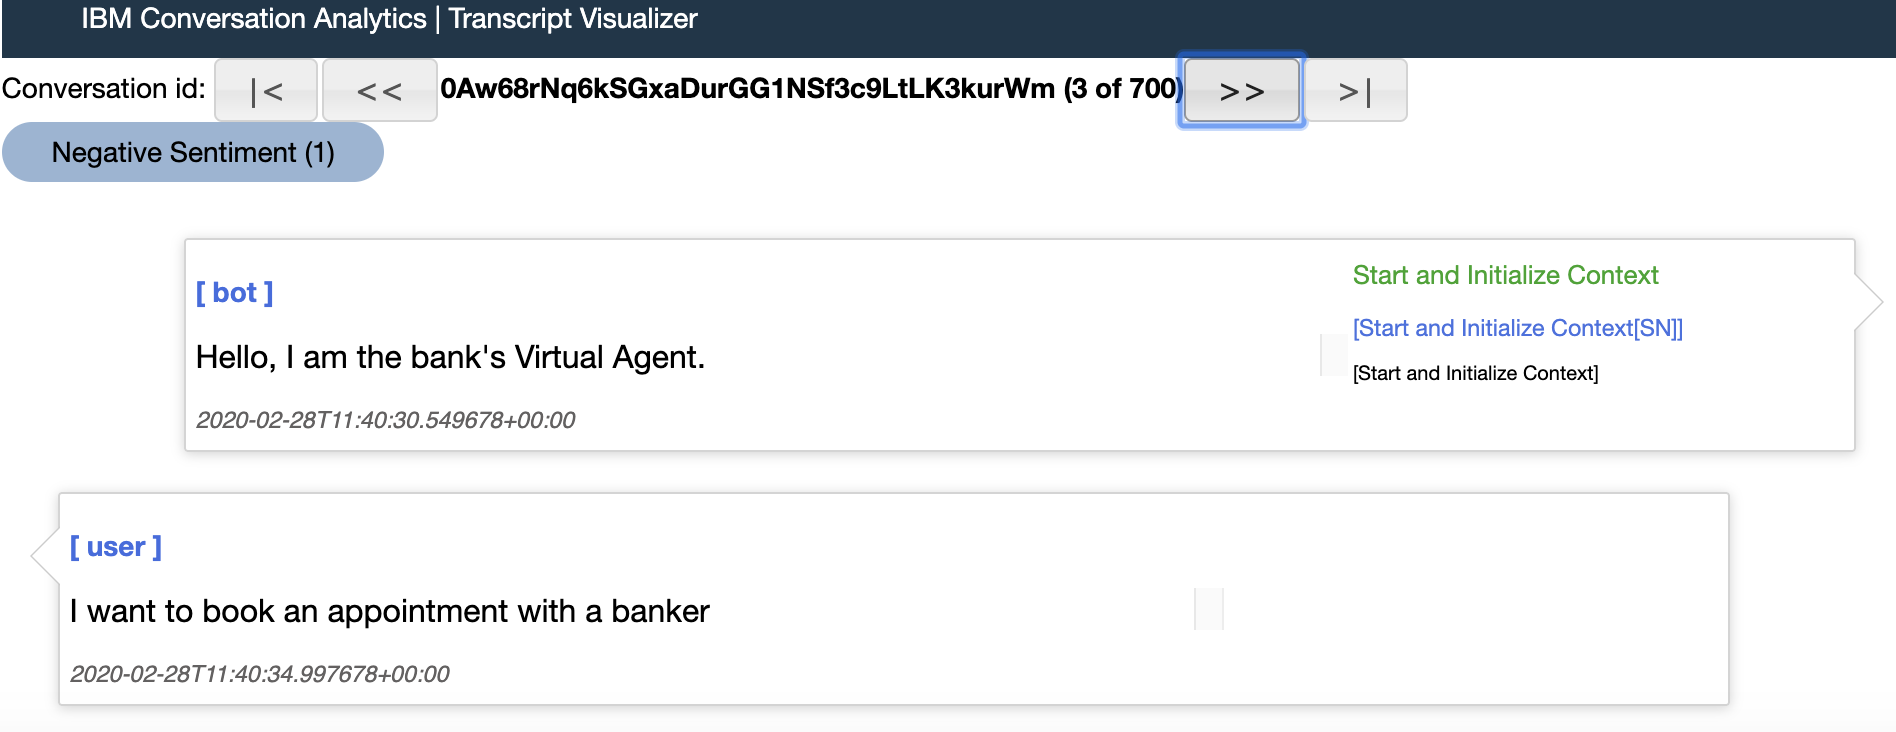 IBM Conversation Analytics | Transcript Visualizer
Conversation id: |< << 0Aw68rNq6kSGxaDurGG1NSf3c9LtLK3kurWm (3 of 700) >> >|
Negative Sentiment (1)
[ bot ]
Hello, I am the bank's Virtual Agent.
2020-02-28T11:40:30.549678+00:00
Start and Initialize Context
[Start and Initialize Context[SN]]
[Start and Initialize Context]
[ user ]
I want to book an appointment with a banker
2020-02-28T11:40:34.997678+00:00